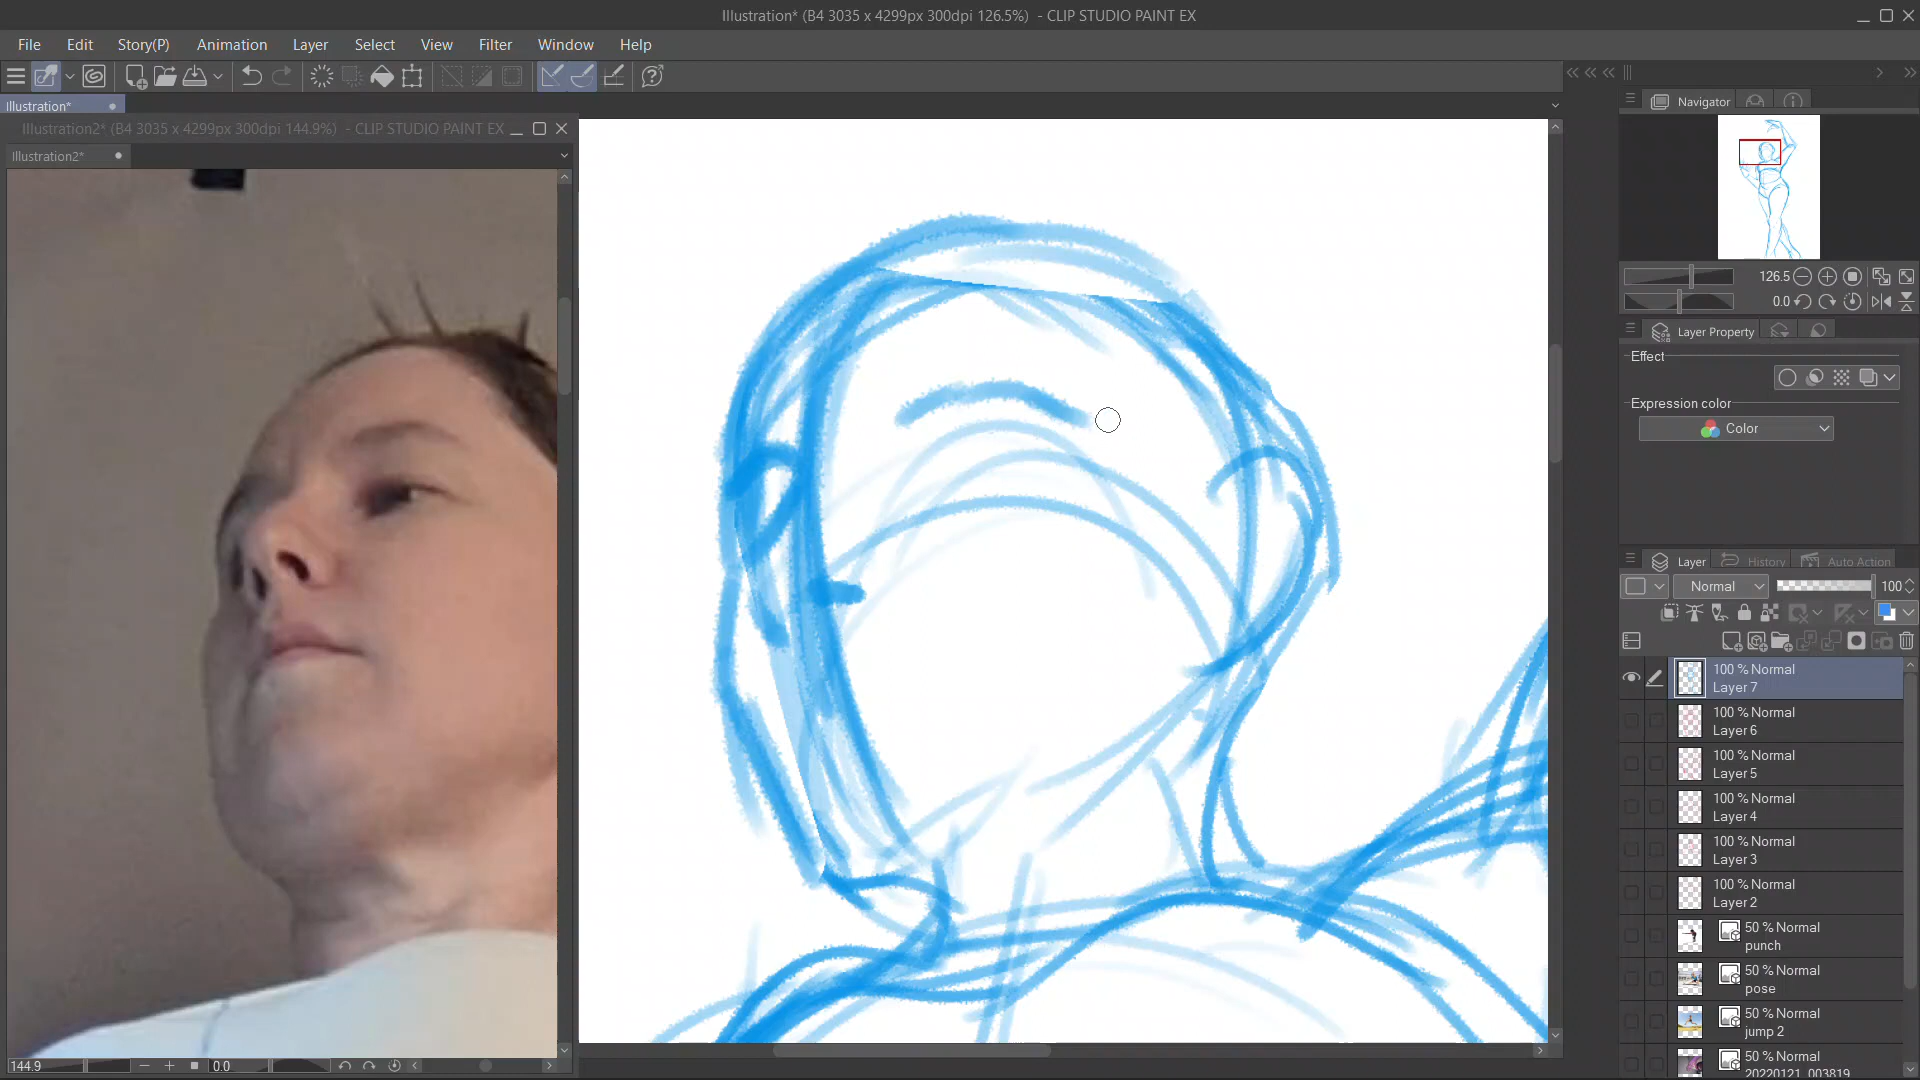 Illustration* (B4 3035 x 4299px 300dpi 126.5%) - CLIP STUDIO PAINT EX
File Edit Story(P) Animation Layer Select View Filter Window Help
Illustration*
Illustration2* (B4 3035 x 4299px 300dpi 144.9%) - CLIP STUDIO PAINT EX
Illustration2*
144.9
0.0
Navigator
126.5
0.0
Layer Property
Effect
Expression color
Color
Layer History Auto Action
Normal 100
100 % Normal
Layer 7
100 % Normal
Layer 6
100 % Normal
Layer 5
100 % Normal
Layer 4
100 % Normal
Layer 3
100 % Normal
Layer 2
50 % Normal
punch
50 % Normal
pose
50 % Normal
jump 2
50 % Normal
20220121_003819